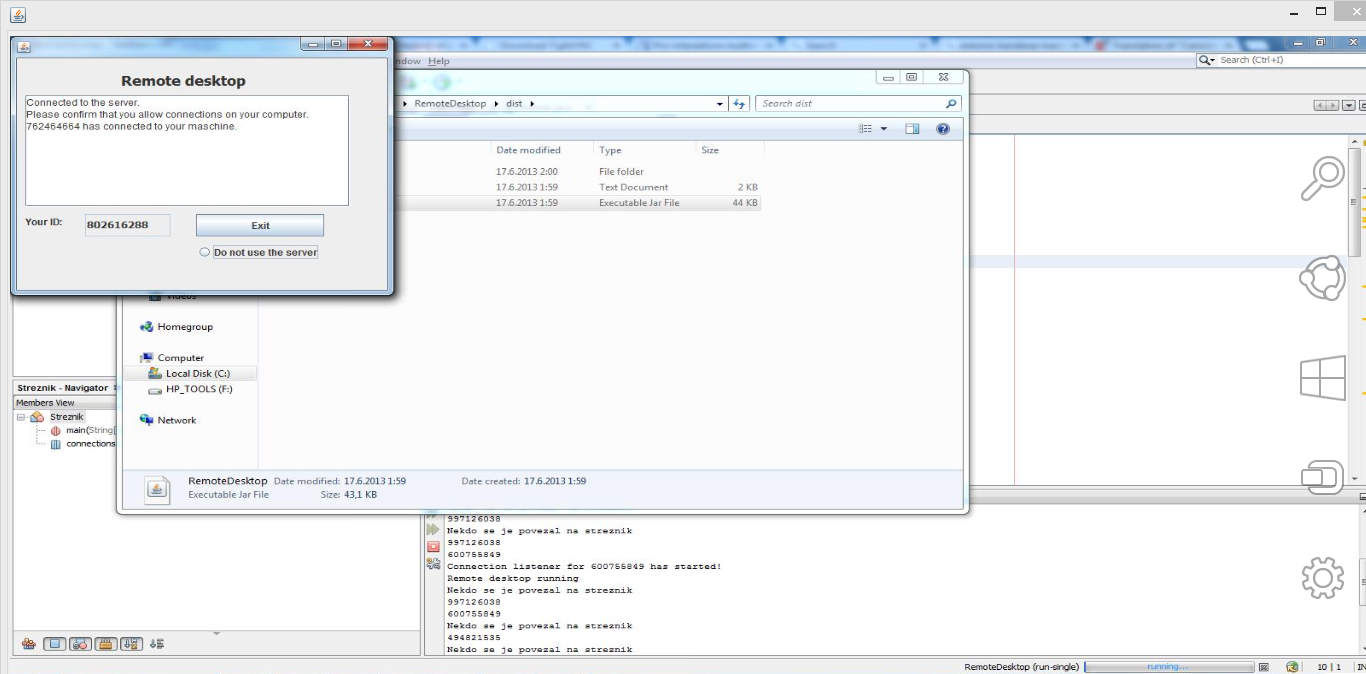 Remote desktop
Connected to the server.
Please confirm that you allow connections on your computer.
762464664 has connected to your maschine.
Your ID:
802616288
Exit
Do not use the server
Help
Search (Ctrl+I)
RemoteDesktop
dist
Search dist
Date modified
Type
Size
17.6.2013 2:00
File folder
17.6.2013 1:59
Text Document
2 KB
17.6.2013 1:59
Executable Jar File
44 KB
Videos
Homegroup
Computer
Local Disk (C:)
HP_TOOLS (F:)
Network
RemoteDesktop
Date modified: 17.6.2013 1:59
Date created: 17.6.2013 1:59
Executable Jar File
Size: 43,1 KB
Streznik - Navigator
Members View
Streznik
main(String[
connections
997126038
Nekdo se je povezal na streznik
997126038
600755849
Connection listener for 600755849 has started!
Remote desktop running
Nekdo se je povezal na streznik
997126038
600755849
Nekdo se je povezal na streznik
494821535
Nekdo se je povezal na streznik
RemoteDesktop (run-single)
running...
10 | 1
IN